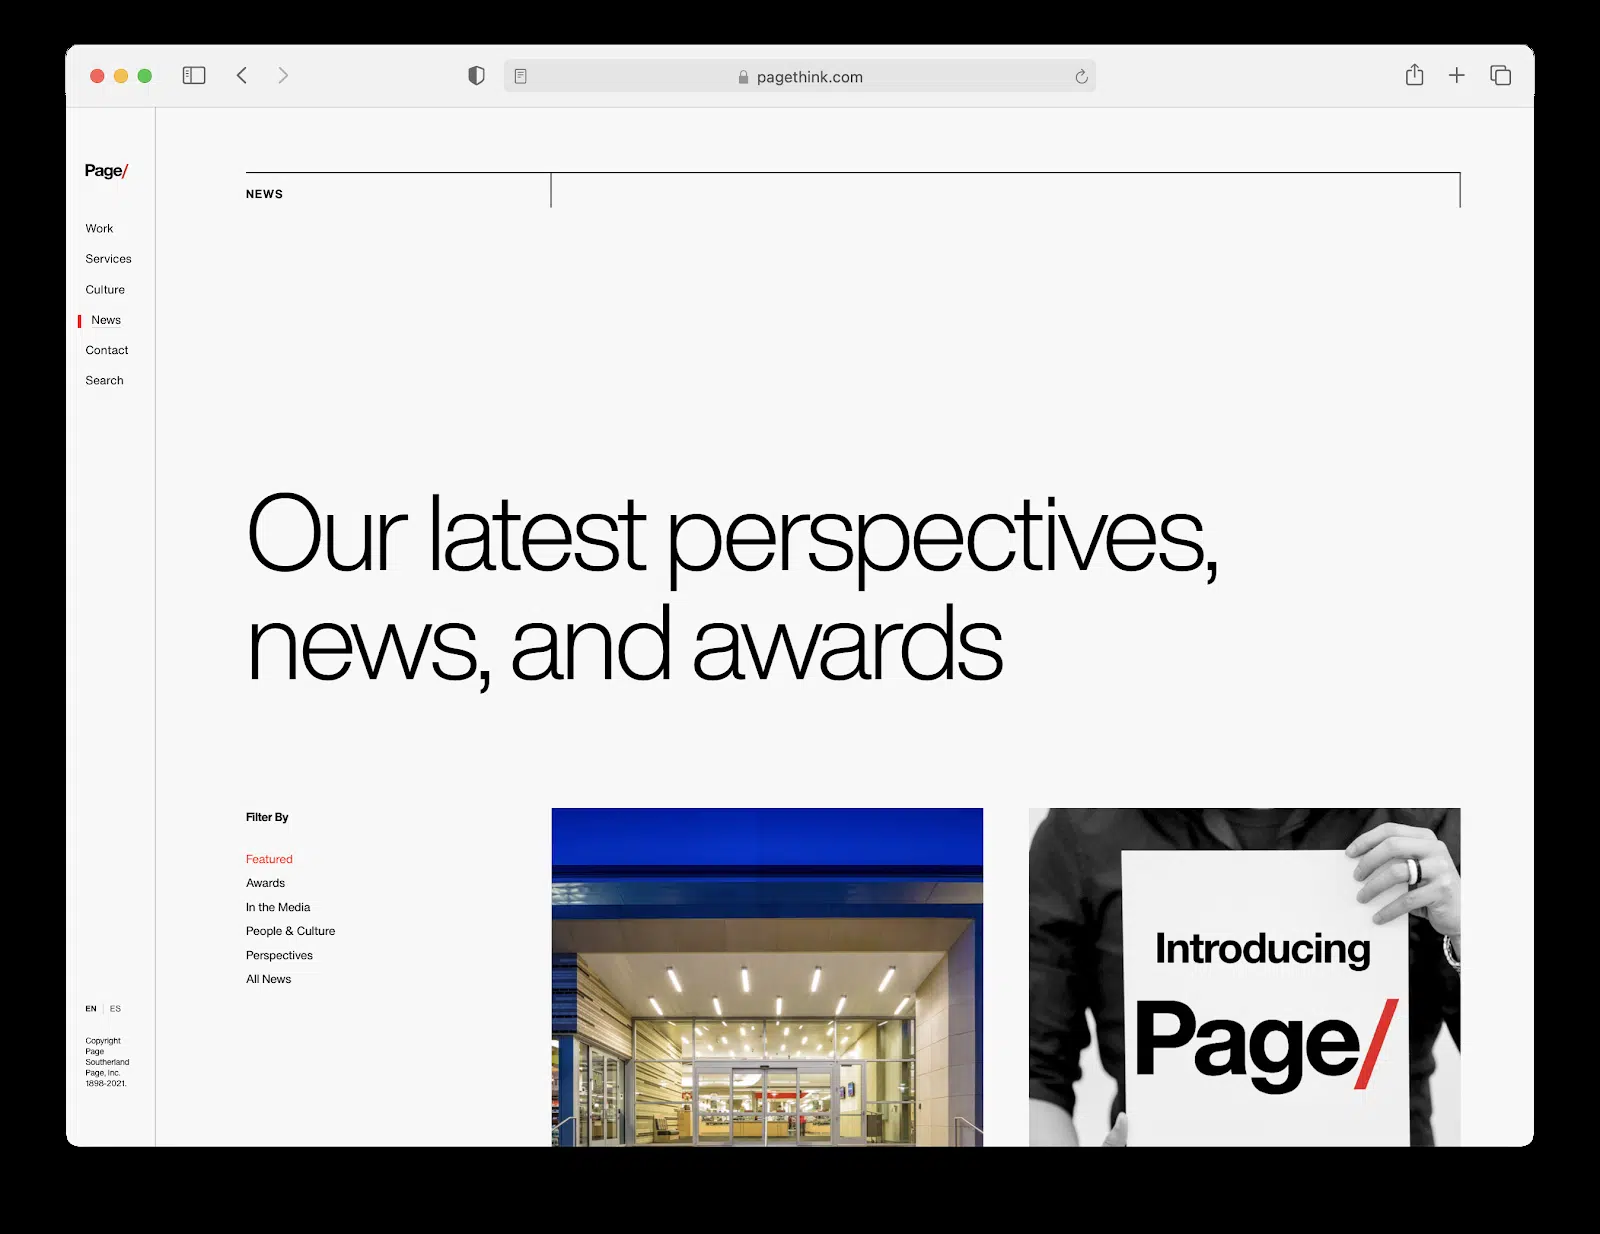 pagethink.com
Page/
Work
Services
Culture
News
Contact
Search
EN | ES
Copyright
Page
Southerland
Page, Inc.
1898-2021.
NEWS
Our latest perspectives,
news, and awards
Filter By
Featured
Awards
In the Media
People & Culture
Perspectives
All News
Introducing
Page/